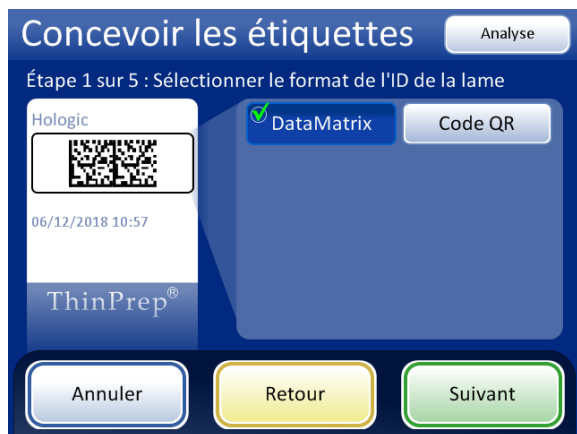 Concevoir les étiquettes
Analyse
Étape 1 sur 5 : Sélectionner le format de l'ID de la lame
Hologic
DataMatrix
Code QR
06/12/2018 10:57
ThinPrep®
Annuler
Retour
Suivant